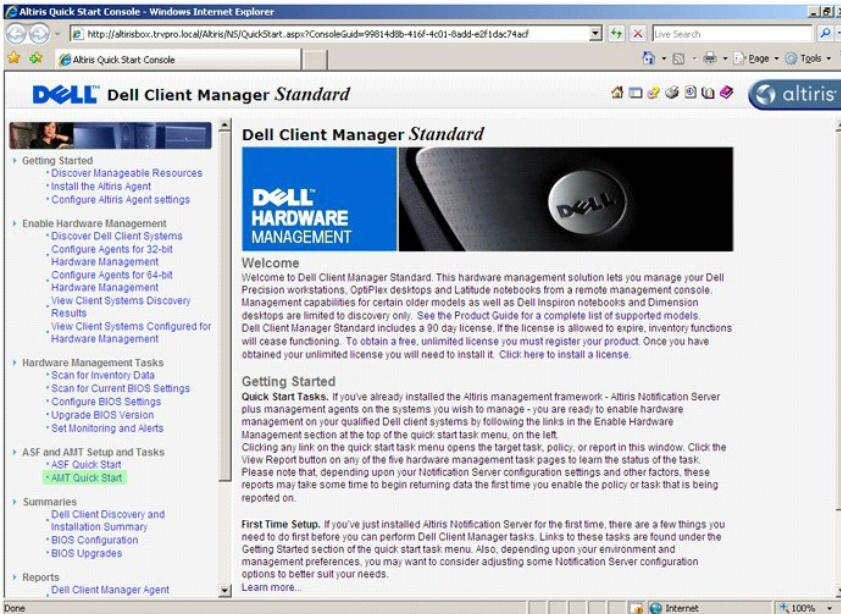 Altiris Quick Start Console - Windows Internet Explorer
http://altirisbox.trvpro.local/Altiris/NS/QuickStart.aspx?ConsoleGuid=99814d8b-416f-4c01-8add-e2f1dac74acf
Live Search
Altiris Quick Start Console
Page
Tools
DELL™ Dell Client Manager Standard
altiris
Getting Started
Discover Manageable Resources
Install the Altiris Agent
Configure Altiris Agent settings
Enable Hardware Management
Discover Dell Client Systems
Configure Agents for 32-bit
Hardware Management
Configure Agents for 64-bit
Hardware Management
View Client Systems Discovery
Results
View Client Systems Configured for
Hardware Management
Hardware Management Tasks
Scan for Inventory Data
Scan for Current BIOS Settings
Configure BIOS Settings
Upgrade BIOS Version
Set Monitoring and Alerts
ASF and AMT Setup and Tasks
ASF Quick Start
AMT Quick Start
Summaries
Dell Client Discovery and
Installation Summary
BIOS Configuration
BIOS Upgrades
Reports
Dell Client Manager Agent
Dell Client Manager Standard
DELL™
HARDWARE
MANAGEMENT
DELL
Welcome
Welcome to Dell Client Manager Standard. This hardware management solution lets you manage your Dell
Precision workstations, OptiPlex desktops and Latitude notebooks from a remote management console.
Management capabilities for certain older models as well as Dell Inspiron notebooks and Dimension
desktops are limited to discovery only. See the Product Guide for a complete list of supported models.
Dell Client Manager Standard includes a 90 day license. If the license is allowed to expire, inventory functions
will cease functioning. To obtain a free, unlimited license you must register your product. Once you have
obtained your unlimited license you will need to install it. Click here to install a license.
Getting Started
Quick Start Tasks. If you've already installed the Altiris management framework - Altiris Notification Server
plus management agents on the systems you wish to manage - you are ready to enable hardware
management on your qualified Dell client systems by following the links in the Enable Hardware
Management section at the top of the quick start task menu, on the left.
Clicking any link on the quick start task menu opens the target task, policy, or report in this window. Click the
View Report button on any of the five hardware management task pages to learn the status of the task.
Please note that, depending upon your Notification Server configuration settings and other factors, these
reports may take some time to begin returning data the first time you enable the policy or task that is being
reported on.
First Time Setup. If you've just installed Altiris Notification Server for the first time, there are a few things you
need to do first before you can perform Dell Client Manager tasks. Links to these tasks are found under the
Getting Started section of the quick start task menu. Also, depending upon your environment and
management preferences, you may want to consider adjusting some Notification Server configuration
options to better suit your needs.
Learn more...
Done
Internet
100%